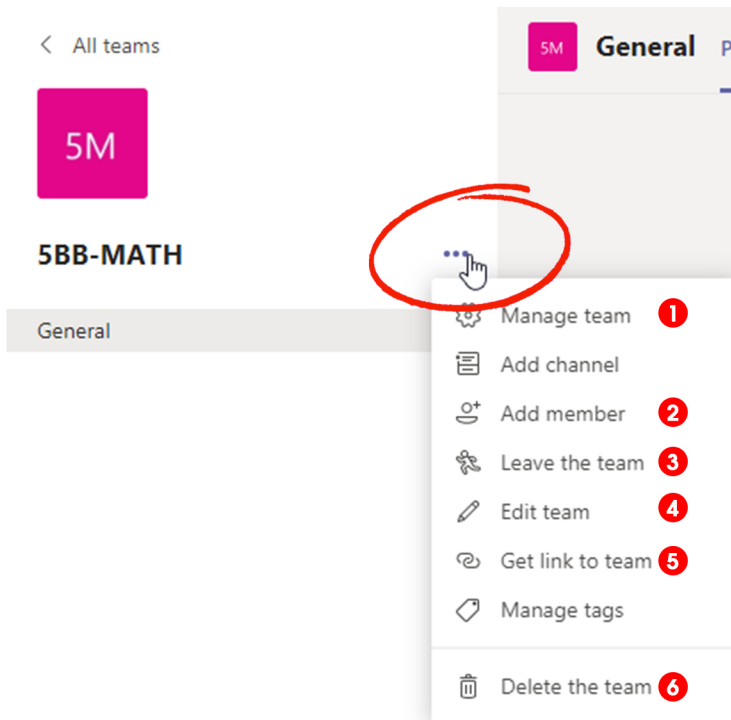 All teams
5M
General
5M
5BB-MATH
General
Manage team 1
Add channel
Add member 2
Leave the team 3
Edit team 4
Get link to team 5
Manage tags
Delete the team 6